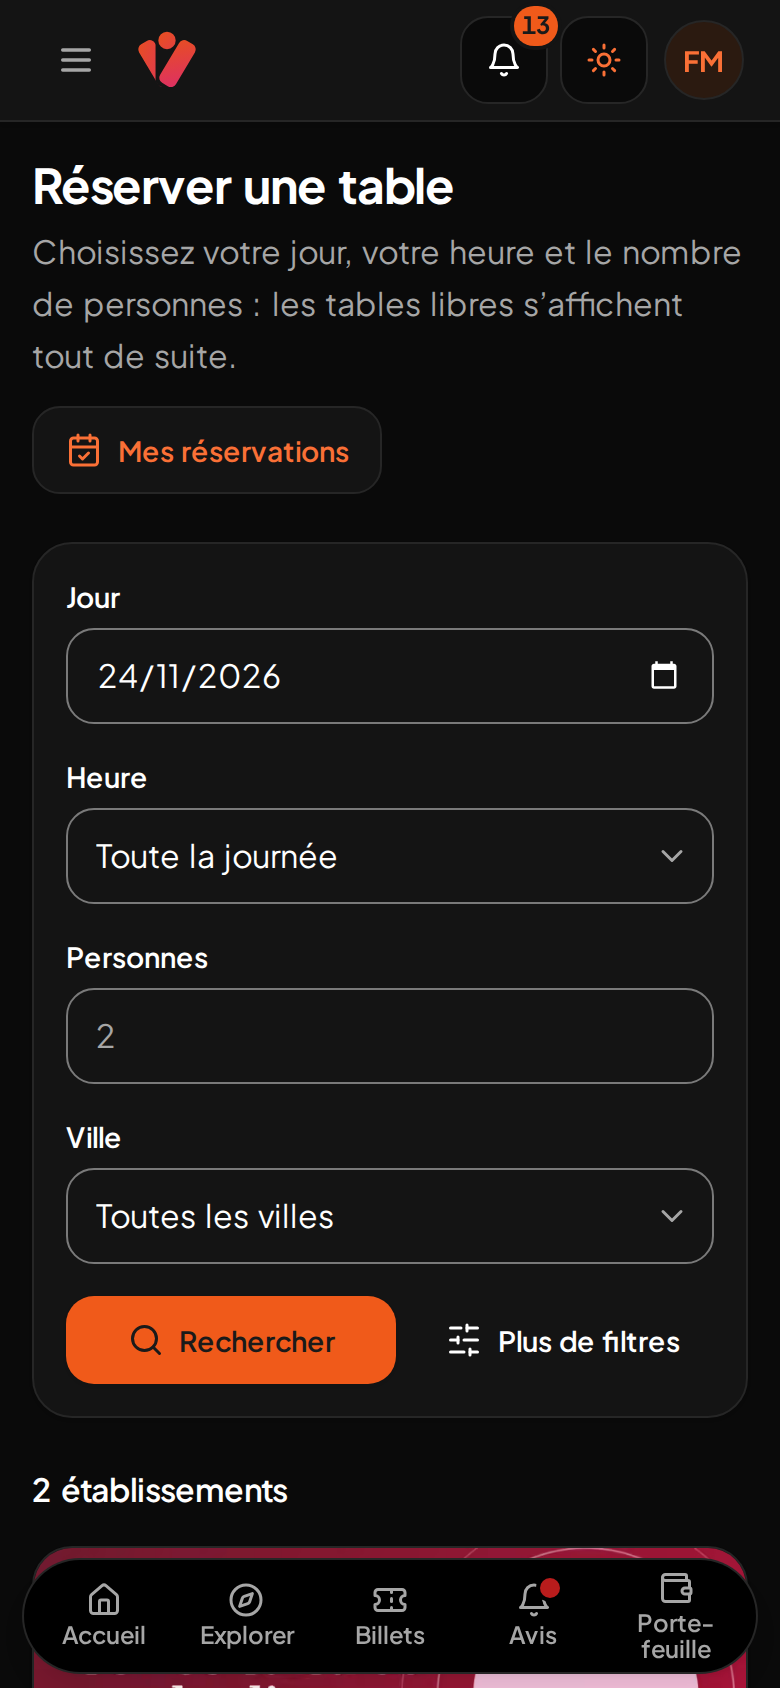 13
FM
Réserver une table
Choisissez votre jour, votre heure et le nombre
de personnes : les tables libres s’affichent
tout de suite.
Mes réservations
Jour
24/11/2026
Heure
Toute la journée
Personnes
2
Ville
Toutes les villes
Rechercher
Plus de filtres
2 établissements
Accueil
Explorer
Billets
Avis
Porte-
feuille